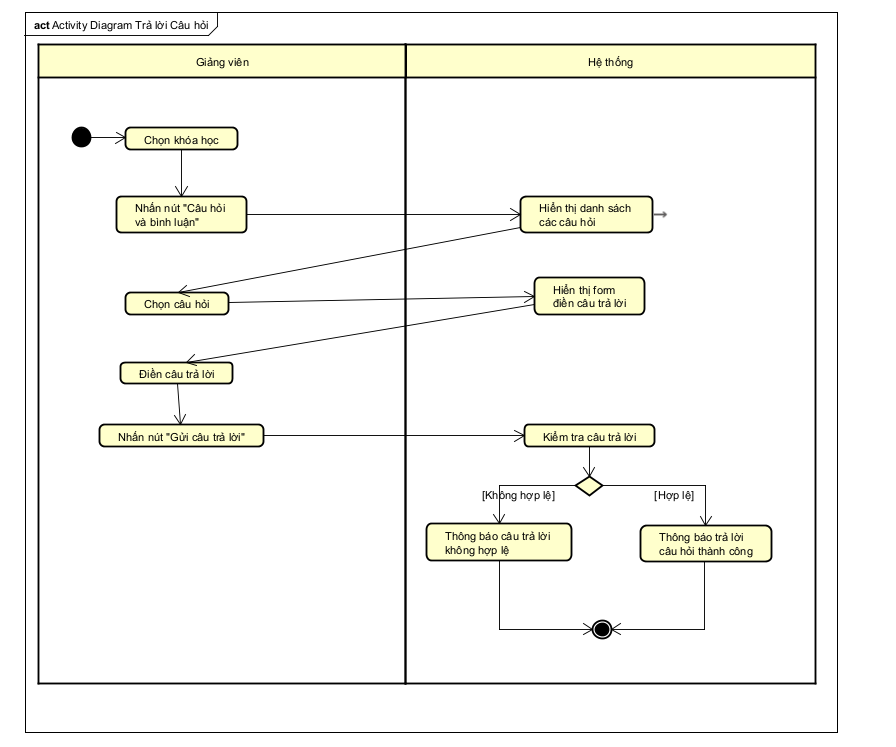 act Activity Diagram Trả lời Câu hỏi
Giảng viên
Hệ thống
Chọn khóa học
Nhấn nút "Câu hỏi
và bình luận"
Hiển thị danh sách
các câu hỏi
Chọn câu hỏi
Hiển thị form
điền câu trả lời
Điền câu trả lời
Nhấn nút "Gửi câu trả lời"
Kiểm tra câu trả lời
[Không hợp lệ]
[Hợp lệ]
Thông báo câu trả lời
không hợp lệ
Thông báo trả lời
câu hỏi thành công